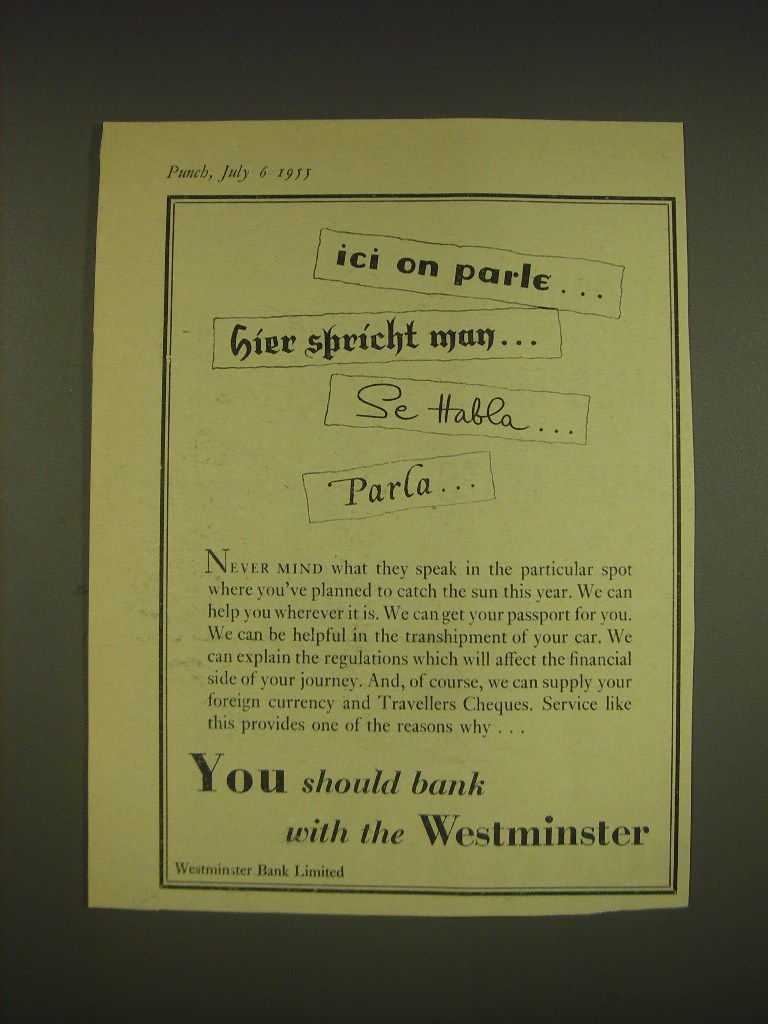 Punch, July 6 1955
ici on parle...
hier spricht man...
Se Habla...
Parla...
NEVER MIND what they speak in the particular spot
where you've planned to catch the sun this year. We can
help you wherever it is. We can get your passport for you.
We can be helpful in the transhipment of your car. We
can explain the regulations which will affect the financial
side of your journey. And, of course, we can supply your
foreign currency and Travellers Cheques. Service like
this provides one of the reasons why . . .
You should bank
with the Westminster
Westminster Bank Limited